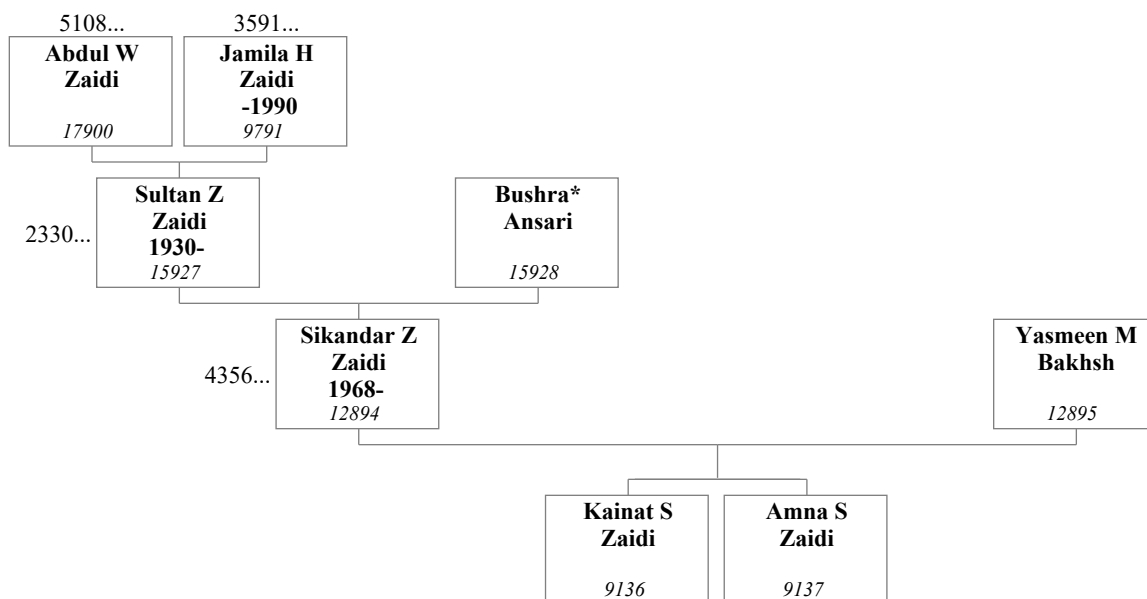 5108...
3591...
Abdul W
Zaidi
17900
Jamila H
Zaidi
-1990
9791
2330...
Sultan Z
Zaidi
1930-
15927
Bushra*
Ansari
15928
4356...
Sikandar Z
Zaidi
1968-
12894
Yasmeen M
Bakhsh
12895
Kainat S
Zaidi
9136
Amna S
Zaidi
9137